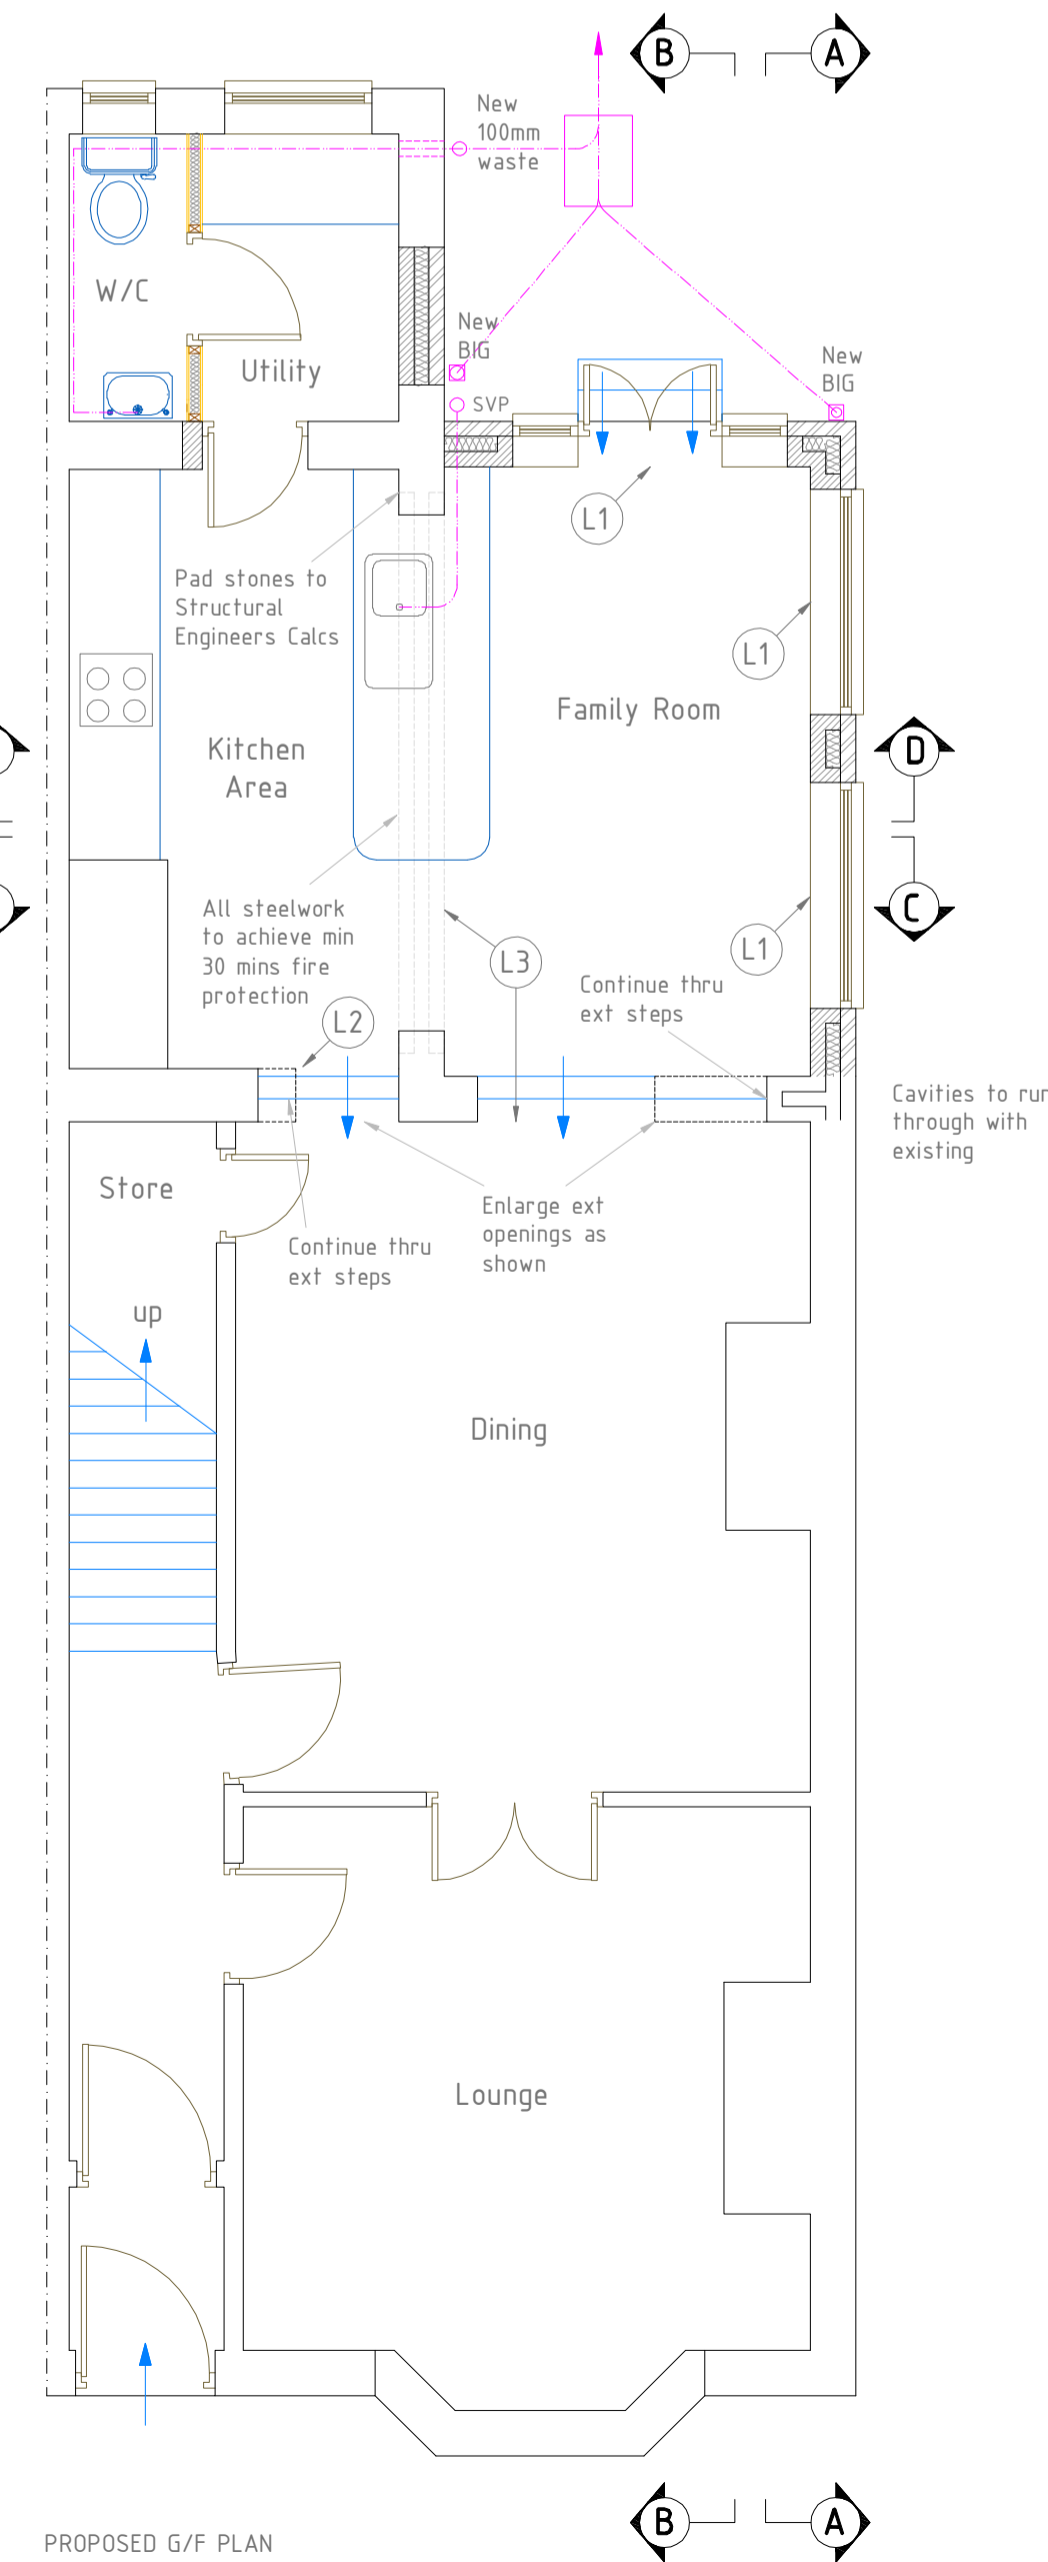 B
A
New
100mm
waste
W/C
New
BIG
Utility
SVP
New
BIG
L1
Pad stones to
Structural
Engineers Calcs
L1
Family Room
Kitchen
Area
D
All steelwork
to achieve min
30 mins fire
protection
L3
L1
C
Continue thru
ext steps
L2
Cavities to run
through with
existing
Store
Enlarge ext
openings as
shown
Continue thru
ext steps
up
Dining
Lounge
B
A
PROPOSED G/F PLAN